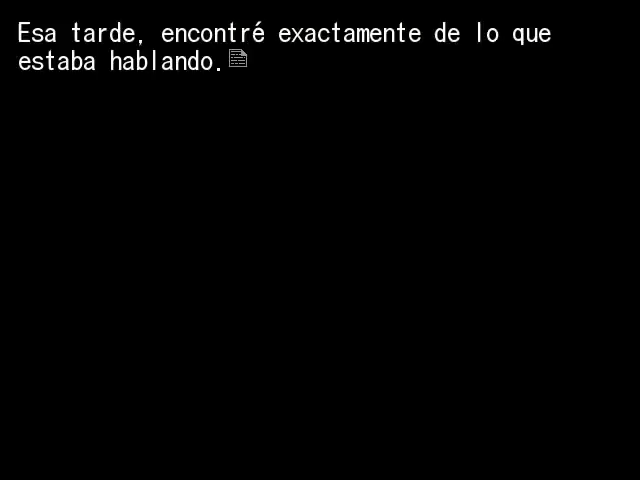 Esa tarde, encontré exactamente de lo que
estaba hablando.